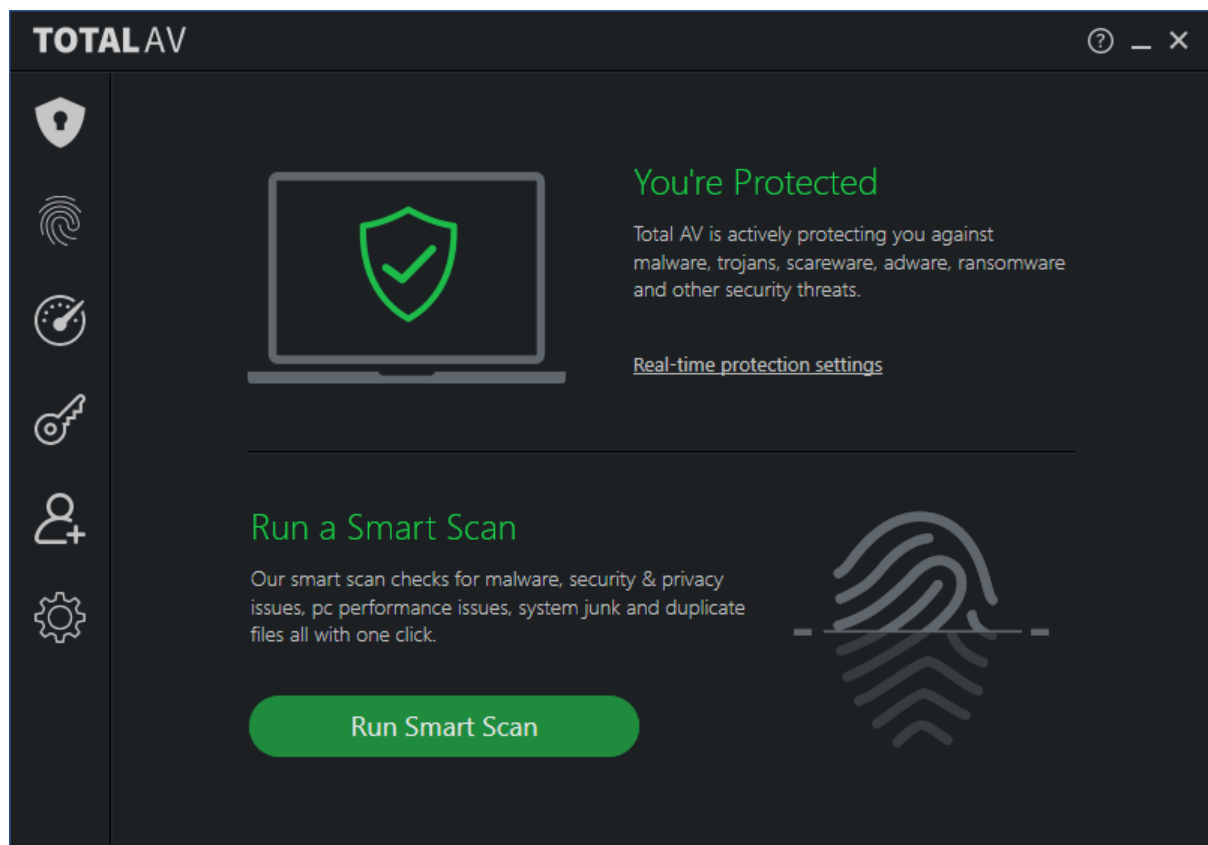 TOTALAV
You're Protected
Total AV is actively protecting you against
malware, trojans, scareware, adware, ransomware
and other security threats.
Real-time protection settings
Run a Smart Scan
Our smart scan checks for malware, security & privacy
issues, pc performance issues, system junk and duplicate
files all with one click.
Run Smart Scan